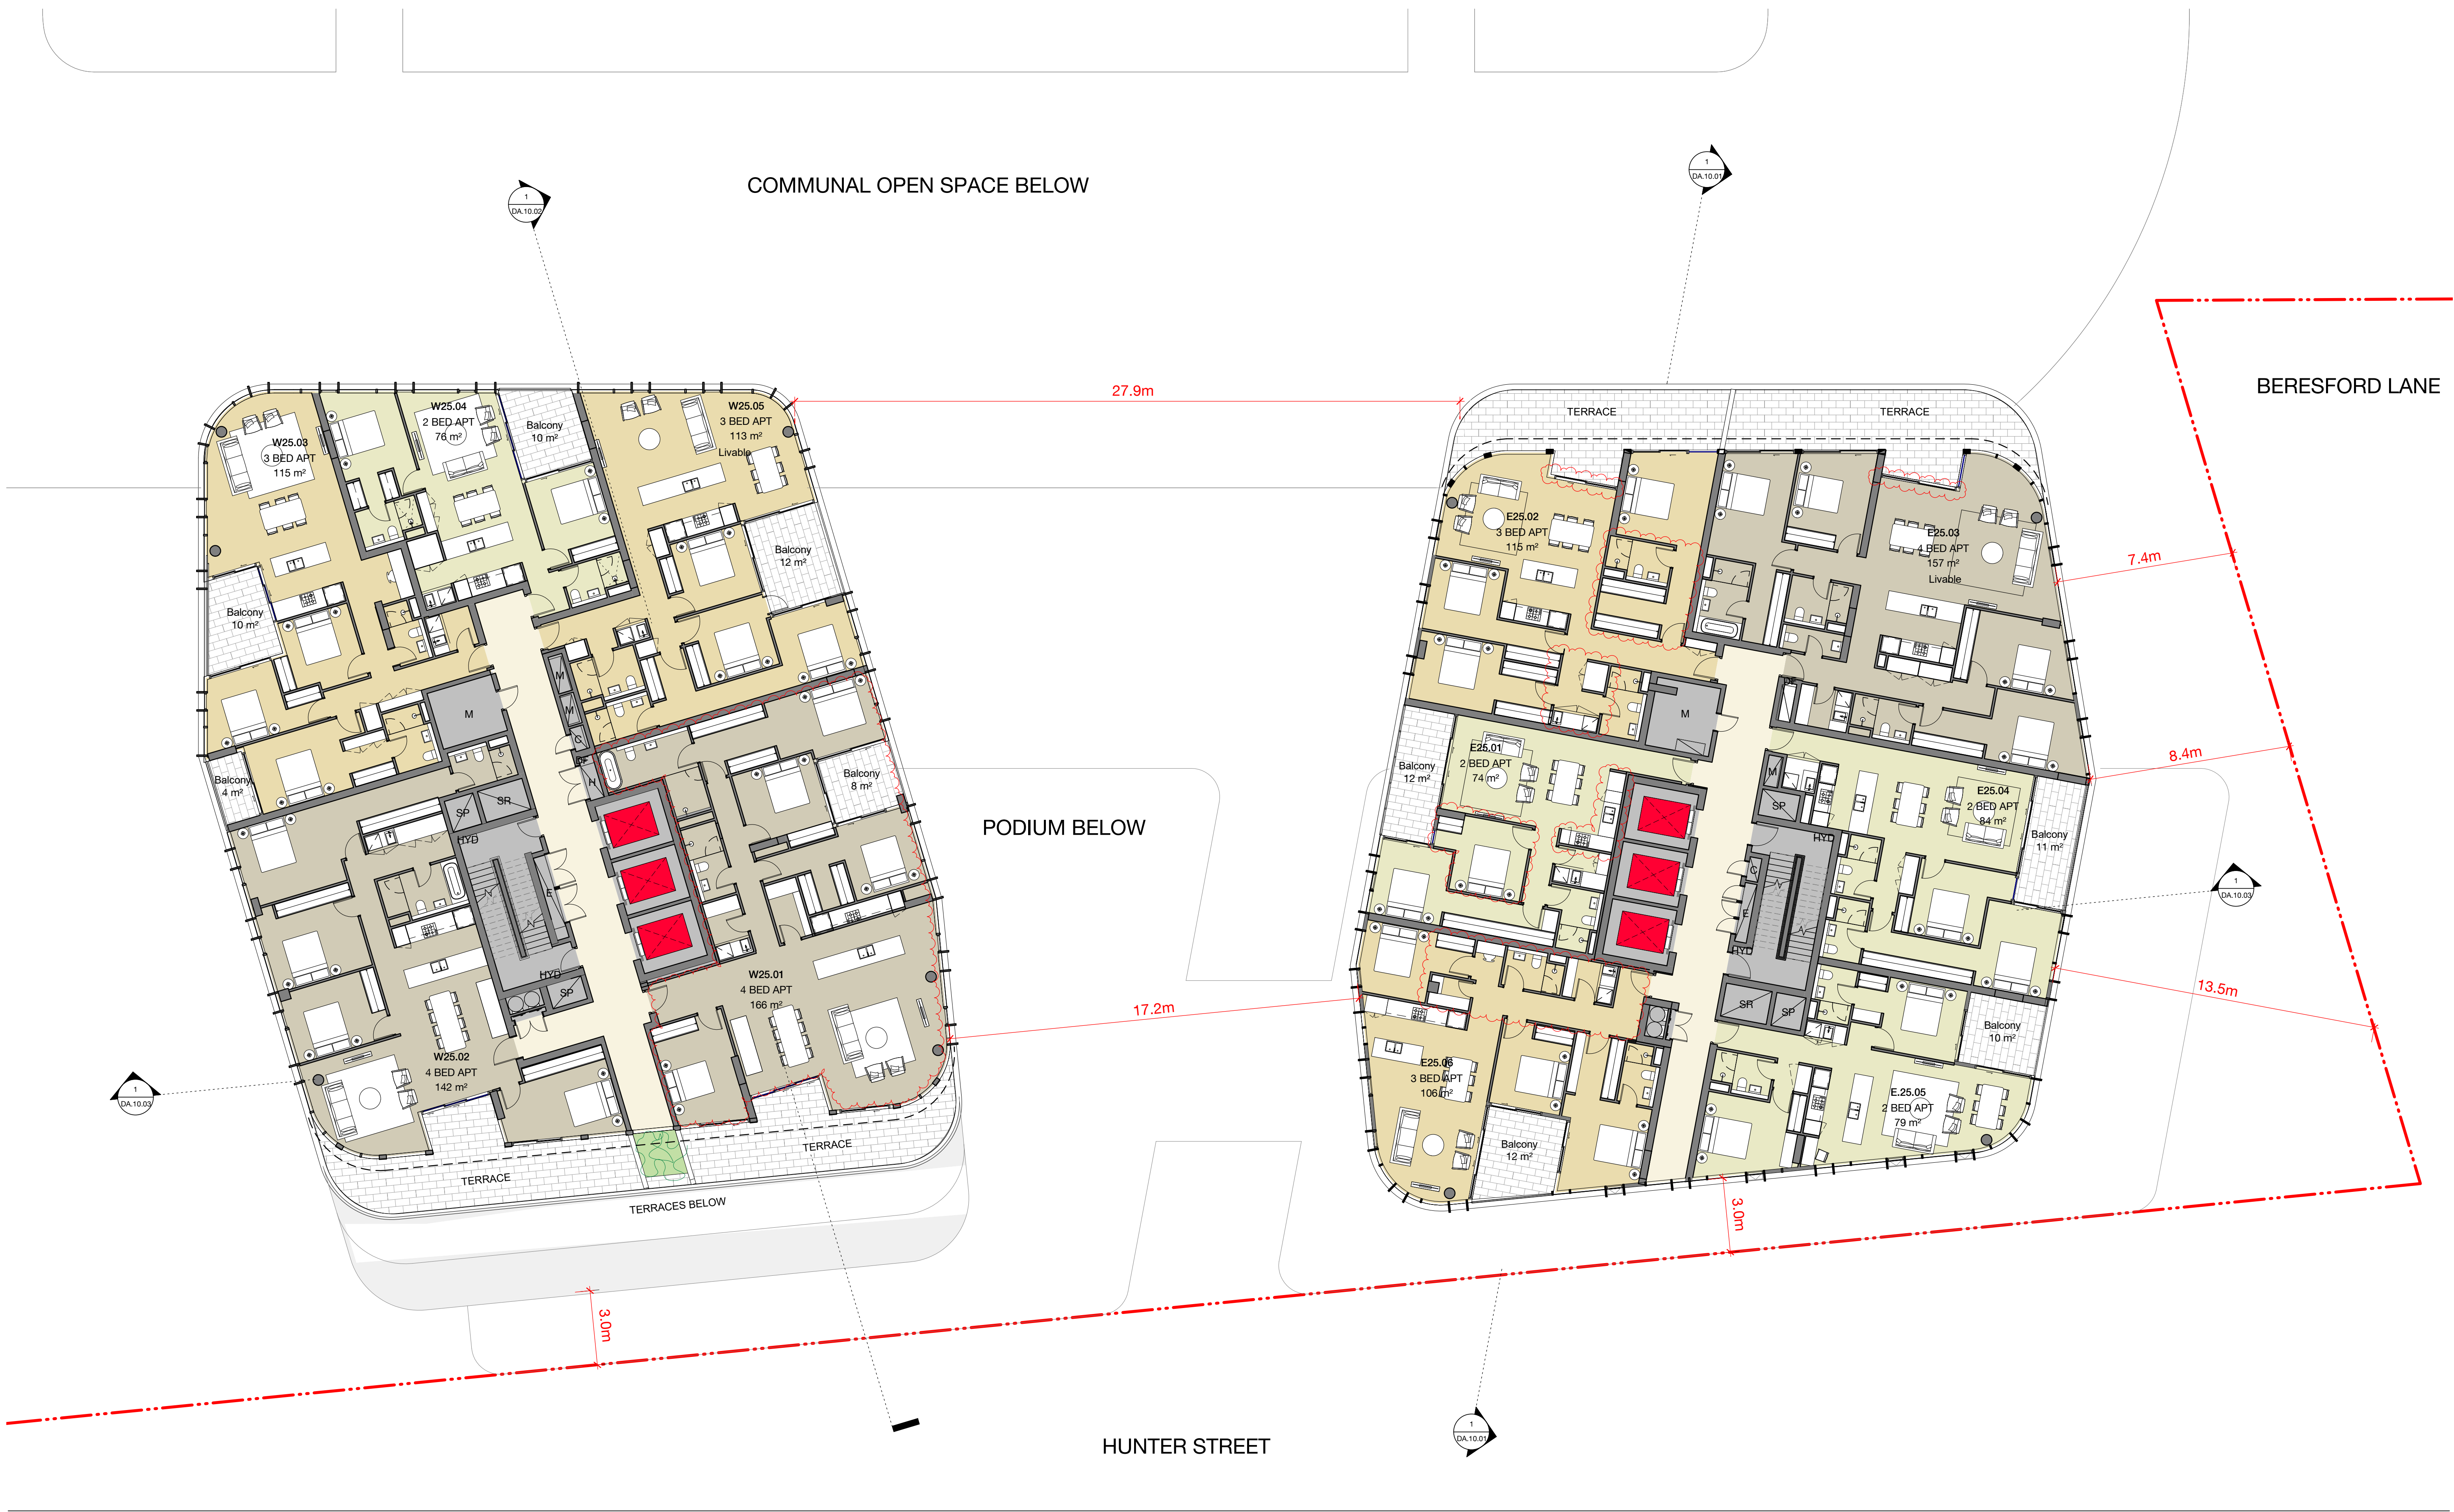 1
DA.10.01
1
DA.10.02
COMMUNAL OPEN SPACE BELOW
BERESFORD LANE
27.9m
W25.03
3 BED APT
115 m²
W25.04
2 BED APT
76 m²
Balcony
10 m²
W25.05
3 BED APT
113 m²
Livable
Balcony
12 m²
Balcony
10 m²
M
M
M
C
DF
H
Balcony
4 m²
SP
SR
HYD
E
HYD
SP
Balcony
8 m²
W25.01
4 BED APT
166 m²
W25.02
4 BED APT
142 m²
TERRACE
TERRACE
TERRACES BELOW
1
DA.10.03
3.0m
PODIUM BELOW
17.2m
TERRACE
TERRACE
E25.02
3 BED APT
115 m²
E25.03
4 BED APT
157 m²
Livable
7.4m
DF
M
E25.01
2 BED APT
74 m²
Balcony
12 m²
M
SP
HYD
C
E
HYD
SR
SP
8.4m
E25.04
2 BED APT
84 m²
Balcony
11 m²
1
DA.10.03
13.5m
Balcony
10 m²
E25.06
3 BED APT
106 m²
Balcony
12 m²
E.25.05
2 BED APT
79 m²
3.0m
HUNTER STREET
1
DA.10.01